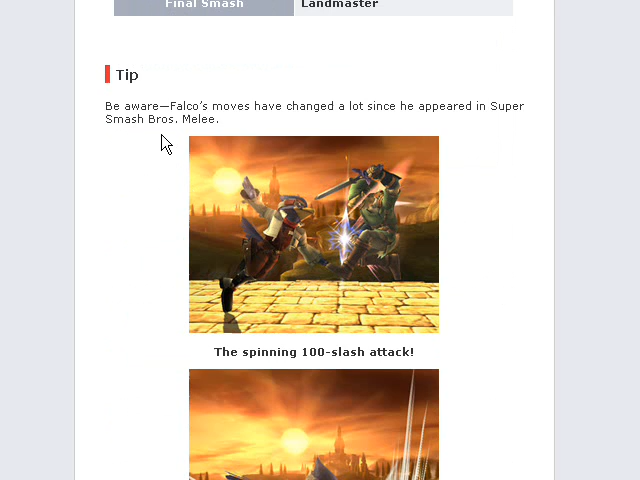 Final Smash Landmaster
Tip
Be aware—Falco's moves have changed a lot since he appeared in Super
Smash Bros. Melee.
The spinning 100-slash attack!